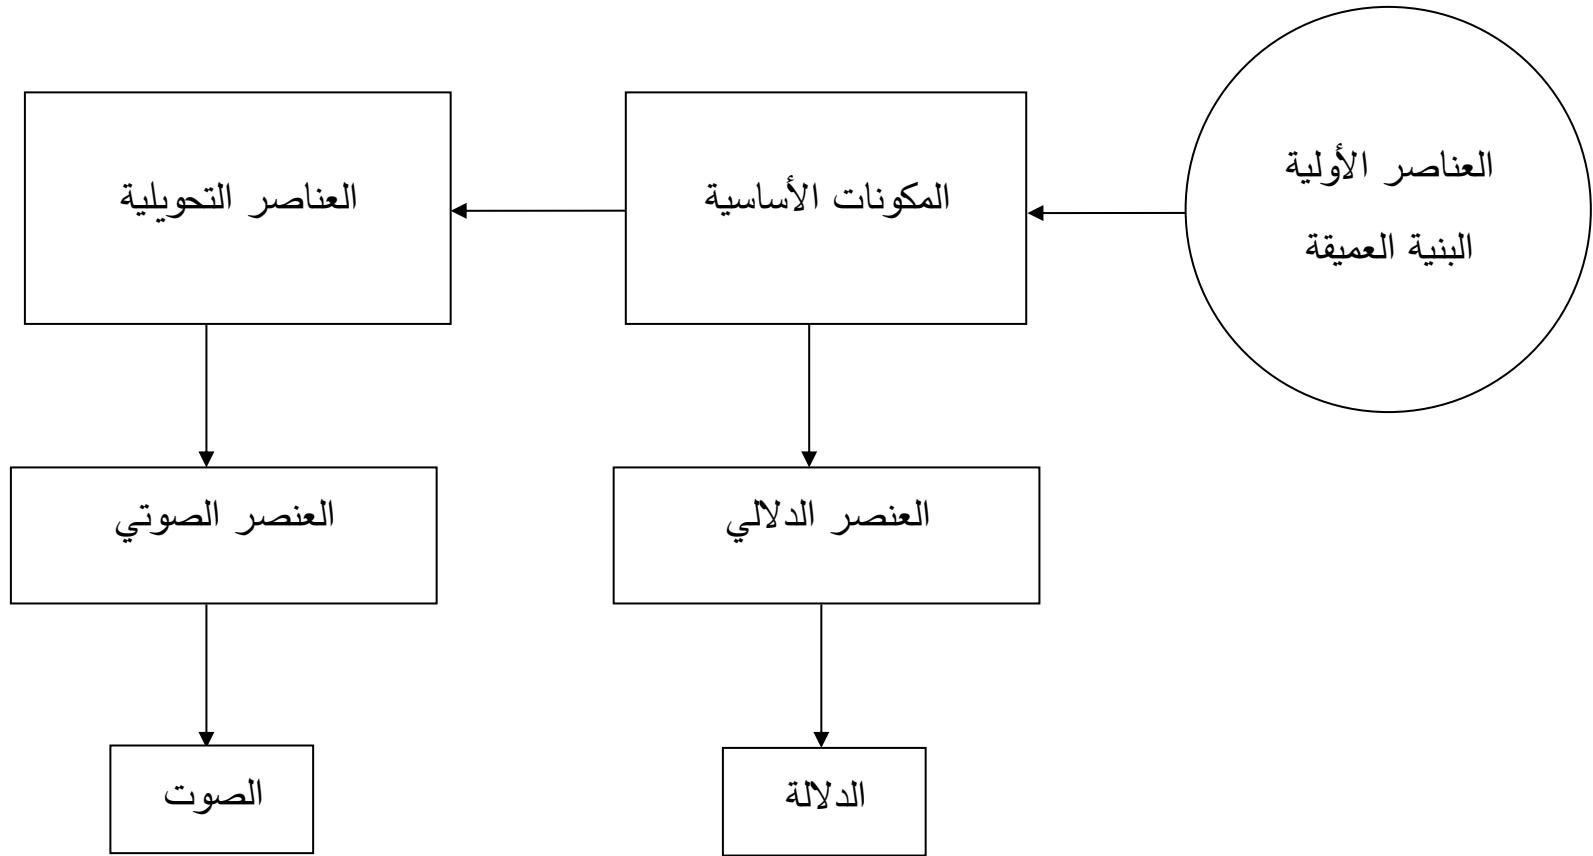 العناصر الأولية
البنية العميقة
المكونات الأساسية
العناصر التحويلية
العنصر الدلالي
العنصر الصوتي
الدلالة
الصوت